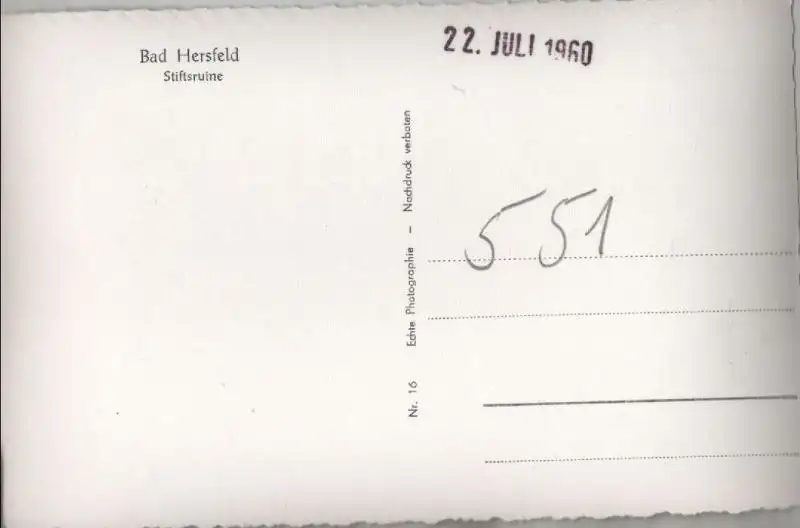 Bad Hersfeld
Stiftsruine
22. JULI 1960
Nr. 16 Echte Photographie – Nachdruck verboten
551